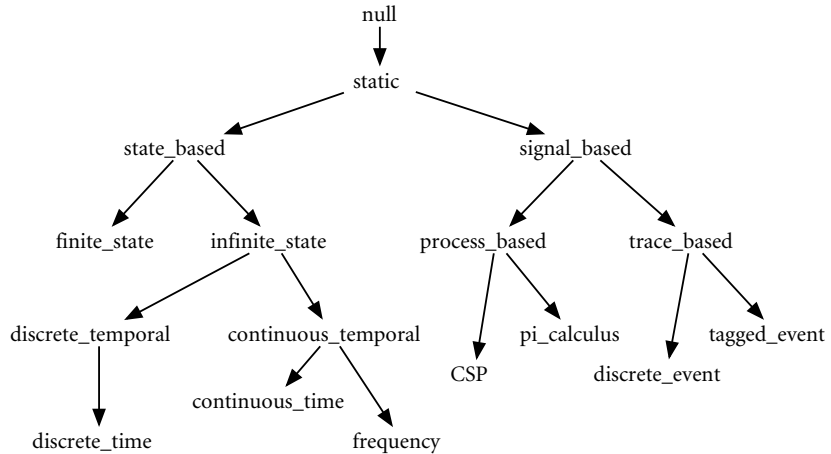 null
static
state_based
signal_based
finite_state
infinite_state
process_based
trace_based
discrete_temporal
continuous_temporal
pi_calculus
tagged_event
CSP
discrete_event
continuous_time
discrete_time
frequency